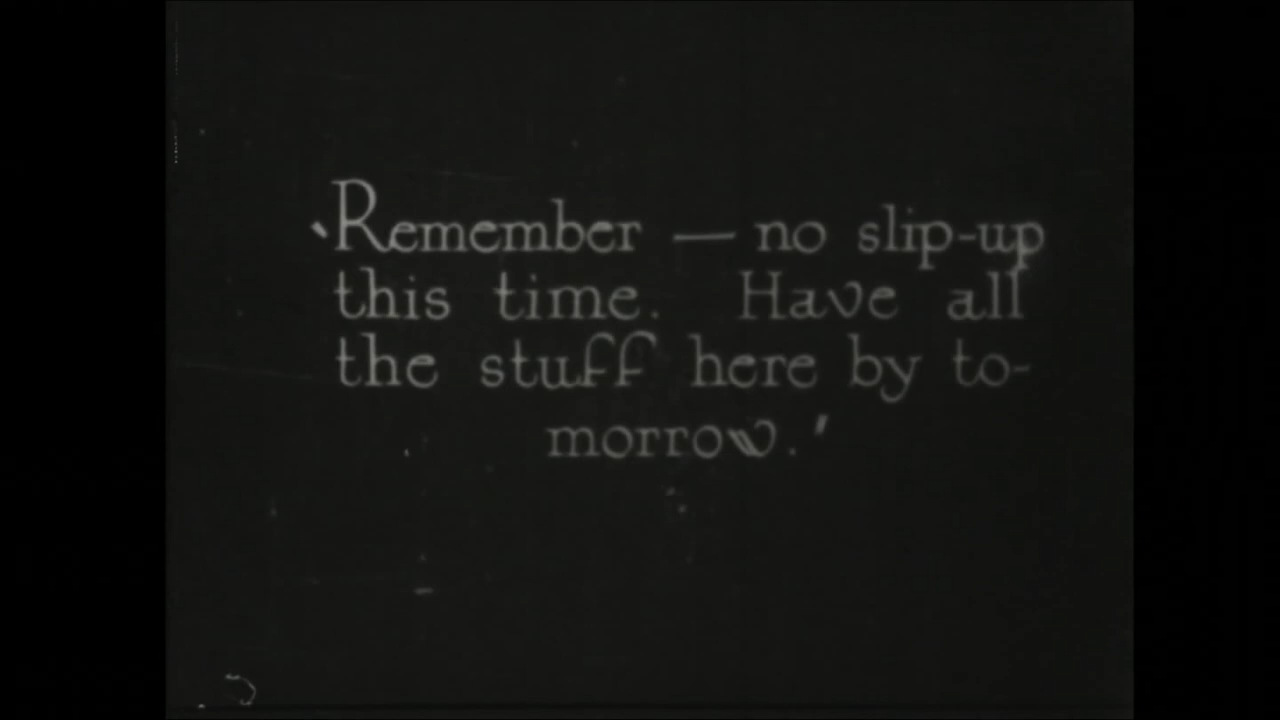 ‘Remember — no slip-up
this time. Have all
the stuff here by to-
morrow.’